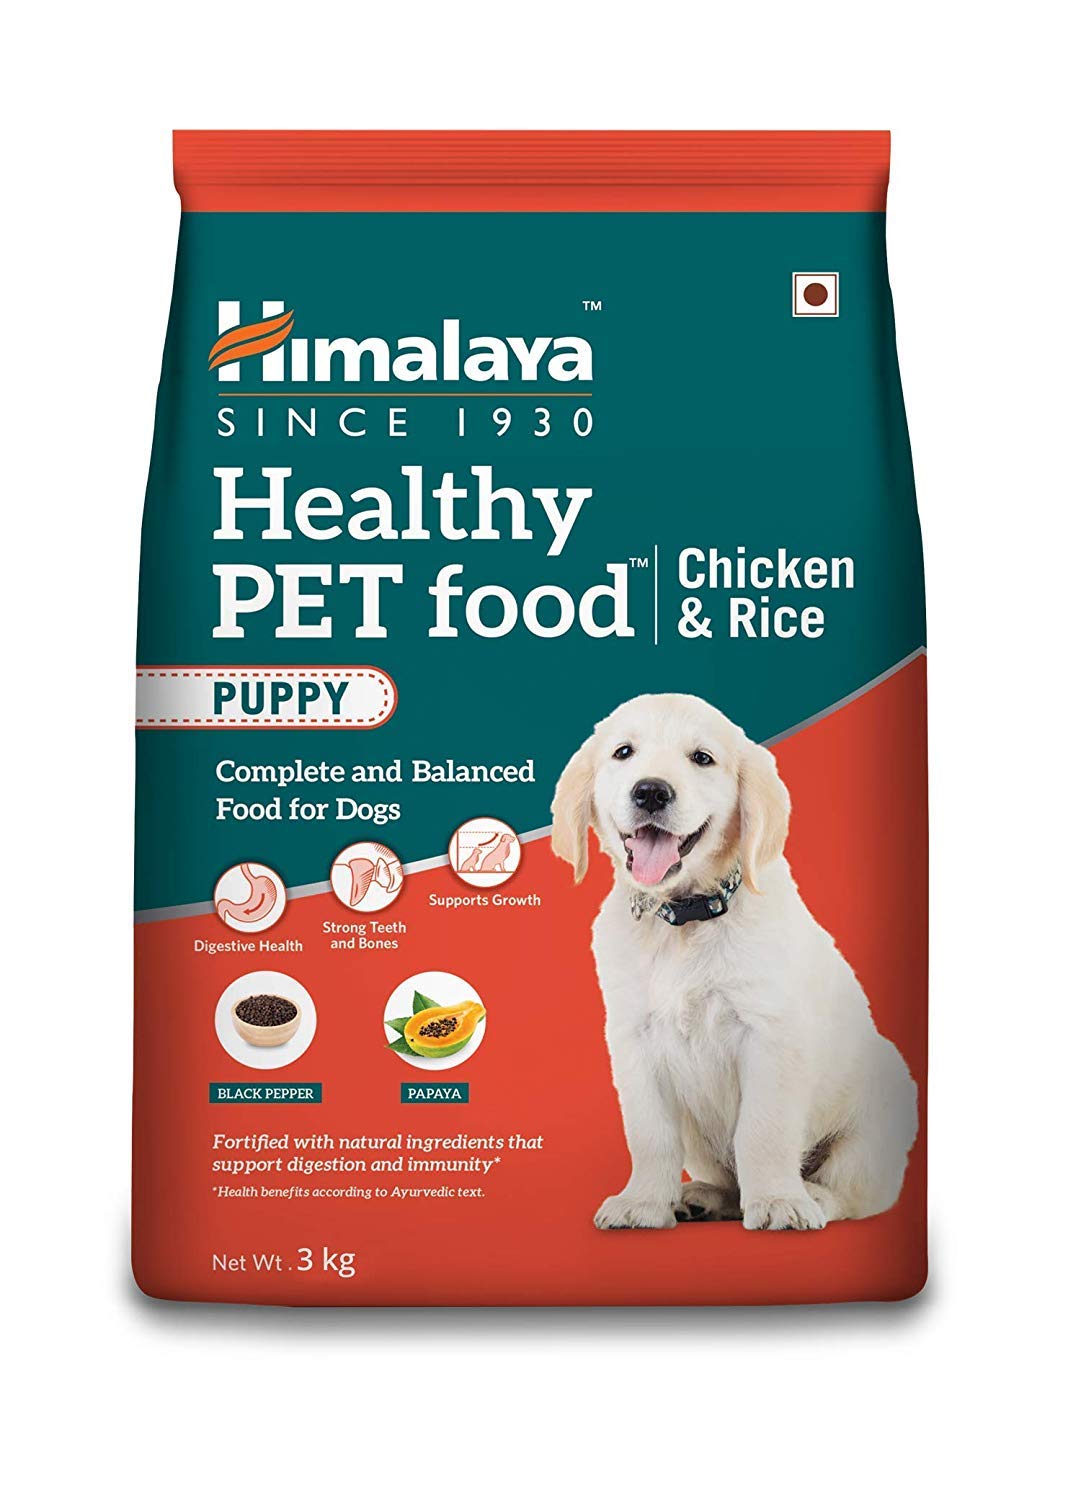 Himalaya™
SINCE 1930
Healthy
PET food™
Chicken
& Rice
PUPPY
Complete and Balanced
Food for Dogs
Digestive Health
Strong Teeth
and Bones
Supports Growth
BLACK PEPPER
PAPAYA
Fortified with natural ingredients that
support digestion and immunity*
*Health benefits according to Ayurvedic text.
Net Wt . 3 kg